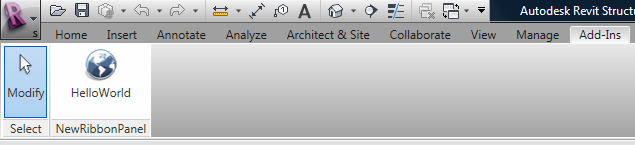 Autodesk Revit Struct
S
Home Insert Annotate Analyze Architect & Site Collaborate View Manage Add-Ins
Modify HelloWorld
Select NewRibbonPanel